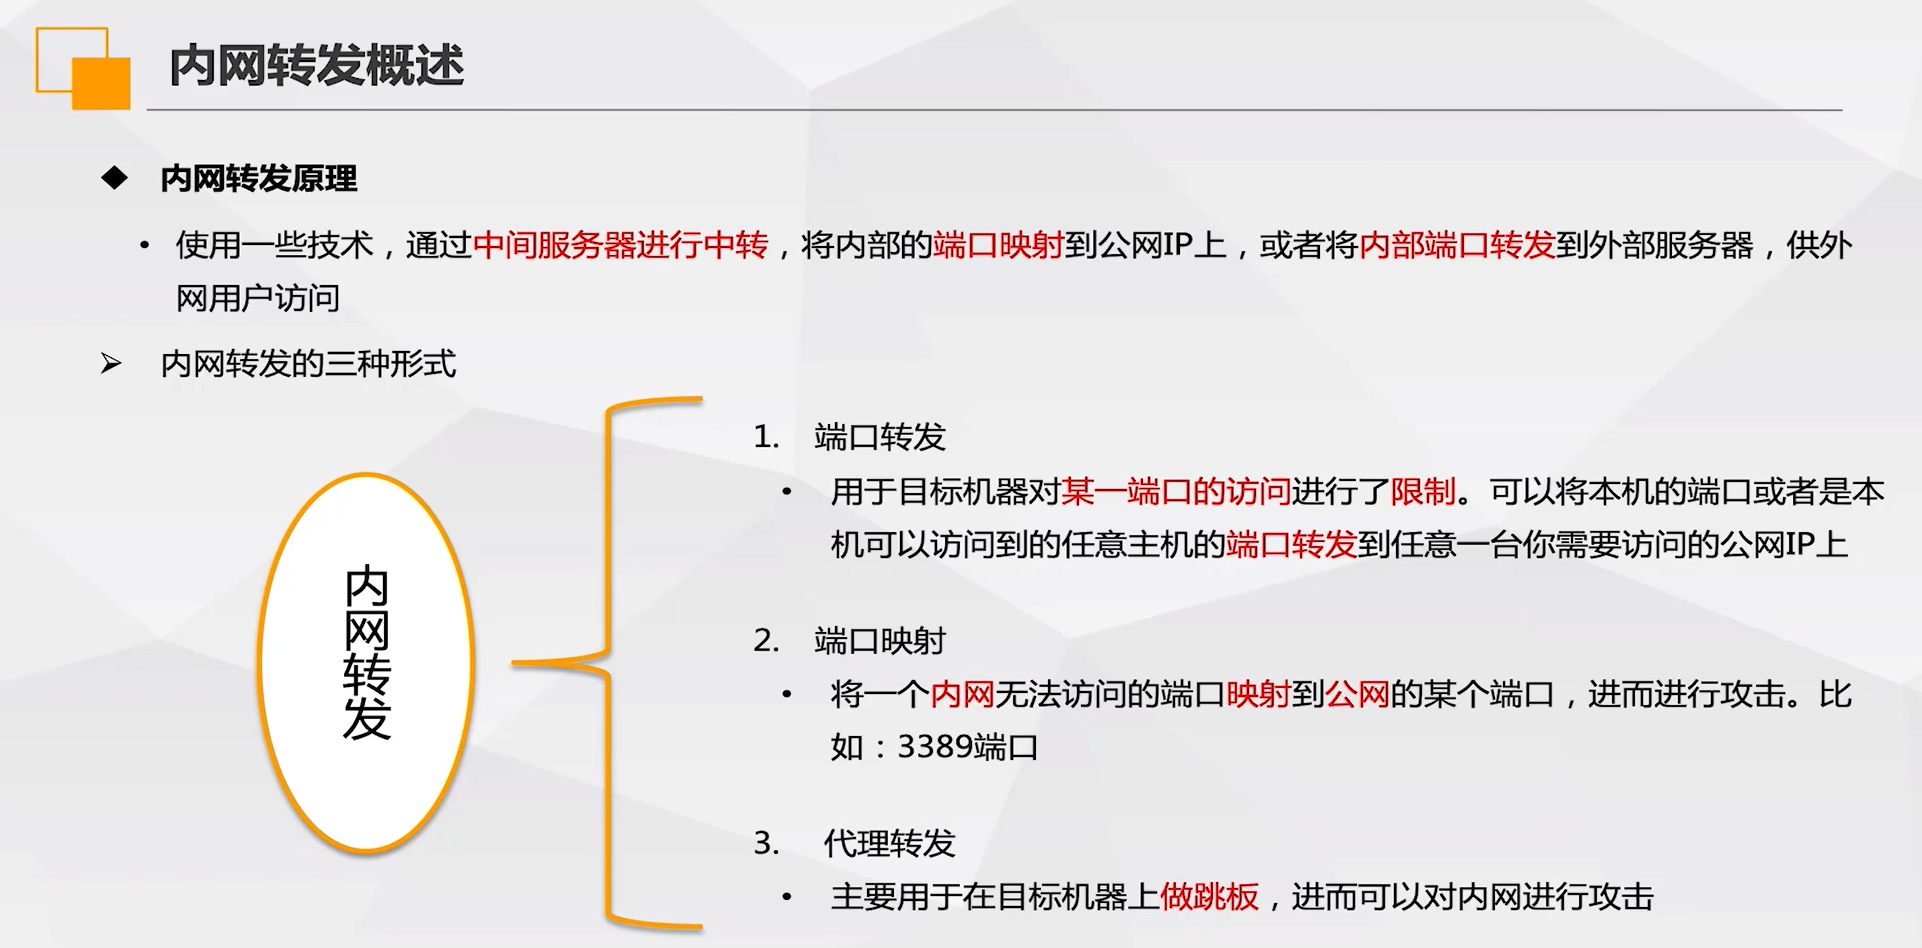 内网转发概述
◆ 内网转发原理
• 使用一些技术，通过中间服务器进行中转，将内部的端口映射到公网IP上，或者将内部端口转发到外部服务器，供外
网用户访问
➢ 内网转发的三种形式
内网转发
1. 端口转发
• 用于目标机器对某一端口的访问进行了限制。可以将本机的端口或者是本
机可以访问到的任意主机的端口转发到任意一台你需要访问的公网IP上
2. 端口映射
• 将一个内网无法访问的端口映射到公网的某个端口，进而进行攻击。比
如：3389端口
3. 代理转发
• 主要用于在目标机器上做跳板，进而可以对内网进行攻击